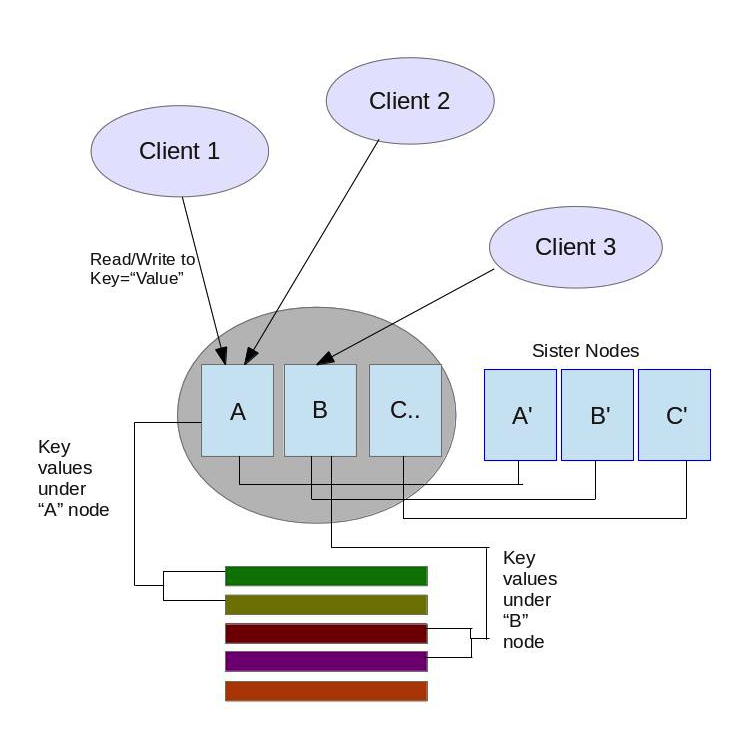 Client 2
Client 1
Client 3
Read/Write to
Key=“Value”
Sister Nodes
A
B
C..
A'
B'
C'
Key
values
under
“A” node
Key
values
under
“B”
node